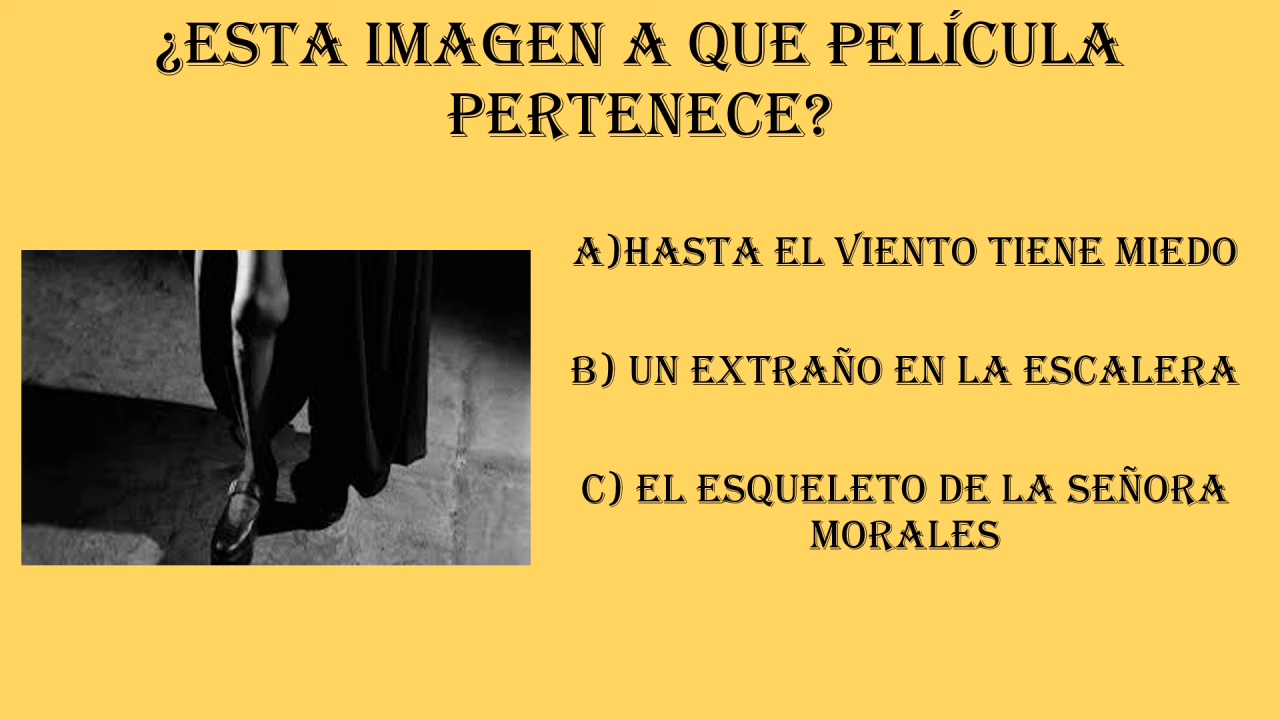 ¿ESTA IMAGEN A QUE PELÍCULA
PERTENECE?
A)HASTA EL VIENTO TIENE MIEDO
B) UN EXTRAÑO EN LA ESCALERA
C) EL ESQUELETO DE LA SEÑORA
MORALES